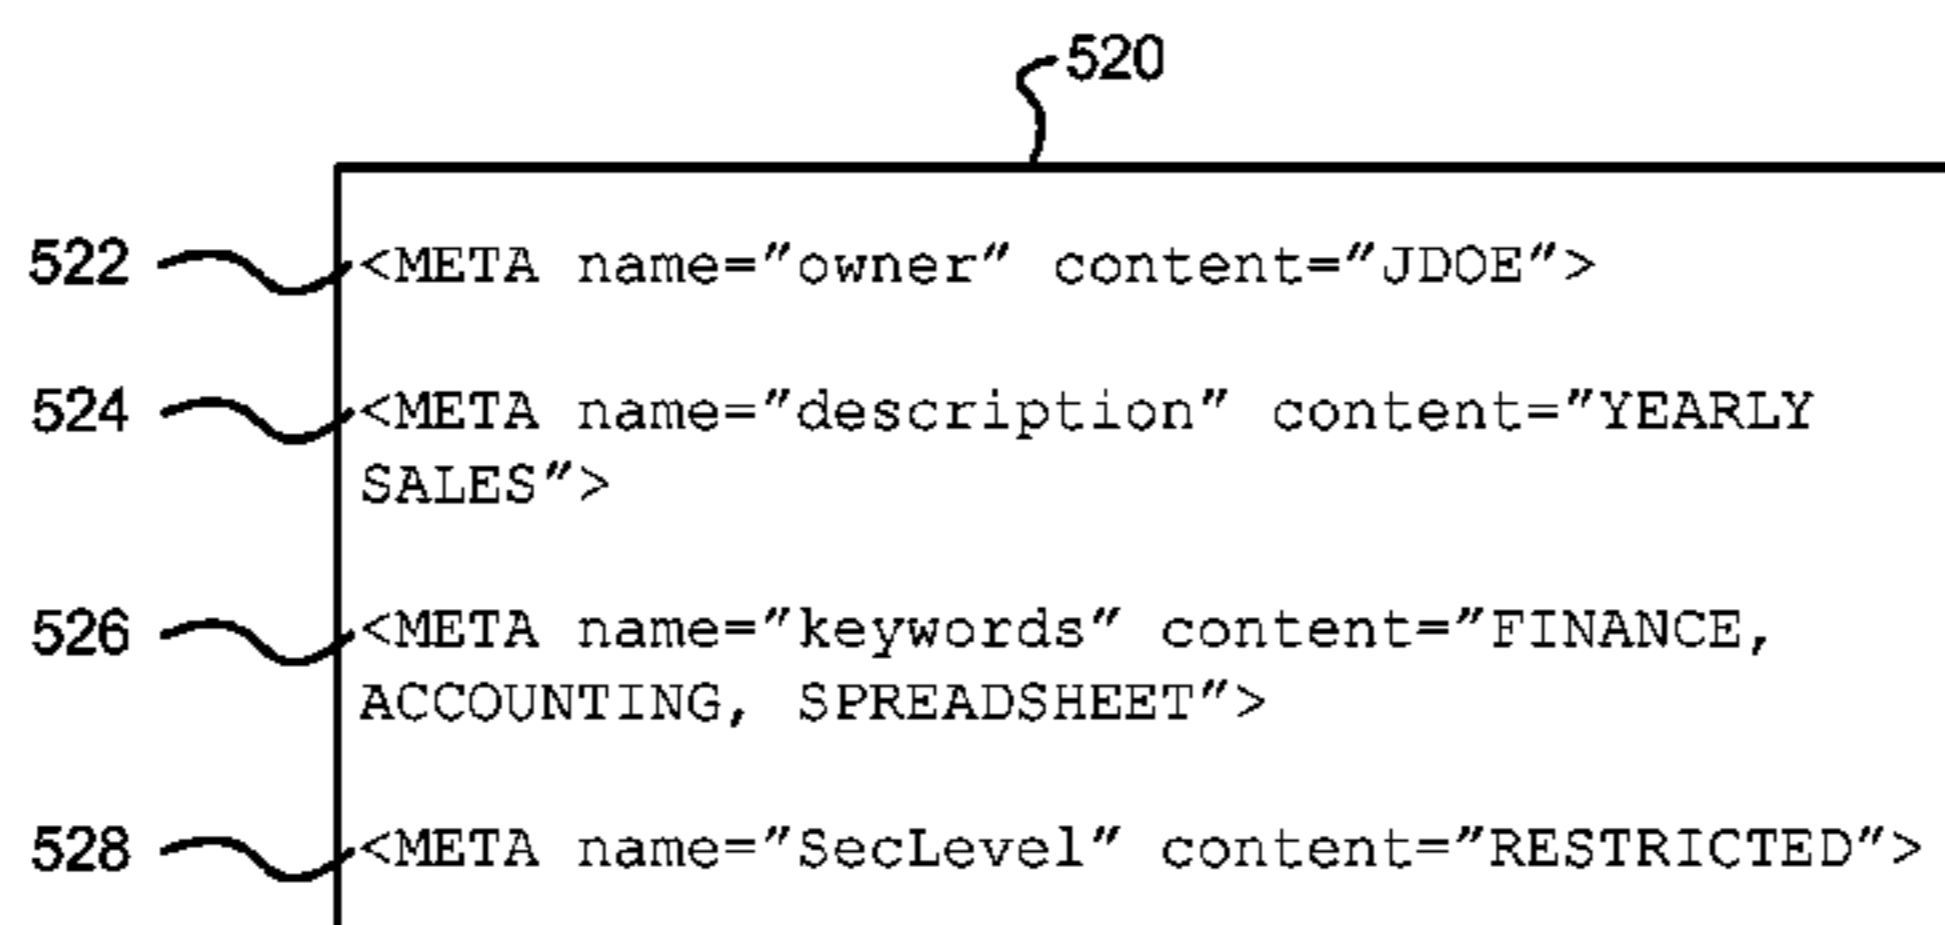 520
522 <META name="owner" content="JDOE">
524 <META name="description" content="YEARLY
SALES">
526 <META name="keywords" content="FINANCE,
ACCOUNTING, SPREADSHEET">
528 <META name="SecLevel" content="RESTRICTED">